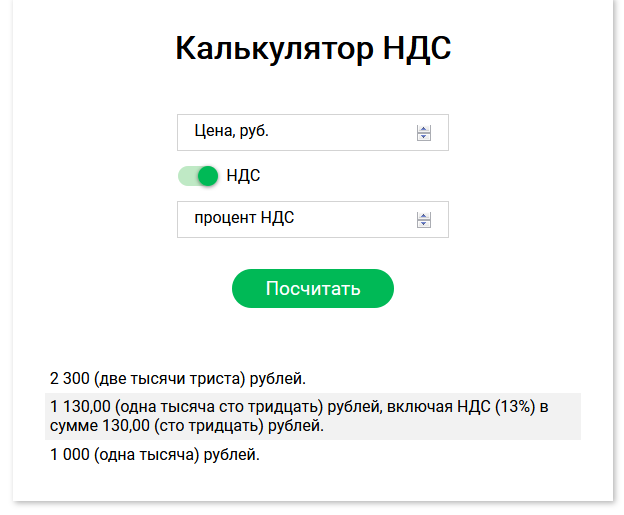 Калькулятор НДС
Цена, руб.
НДС
процент НДС
Посчитать
2 300 (две тысячи триста) рублей.
1 130,00 (одна тысяча сто тридцать) рублей, включая НДС (13%) в
сумме 130,00 (сто тридцать) рублей.
1 000 (одна тысяча) рублей.